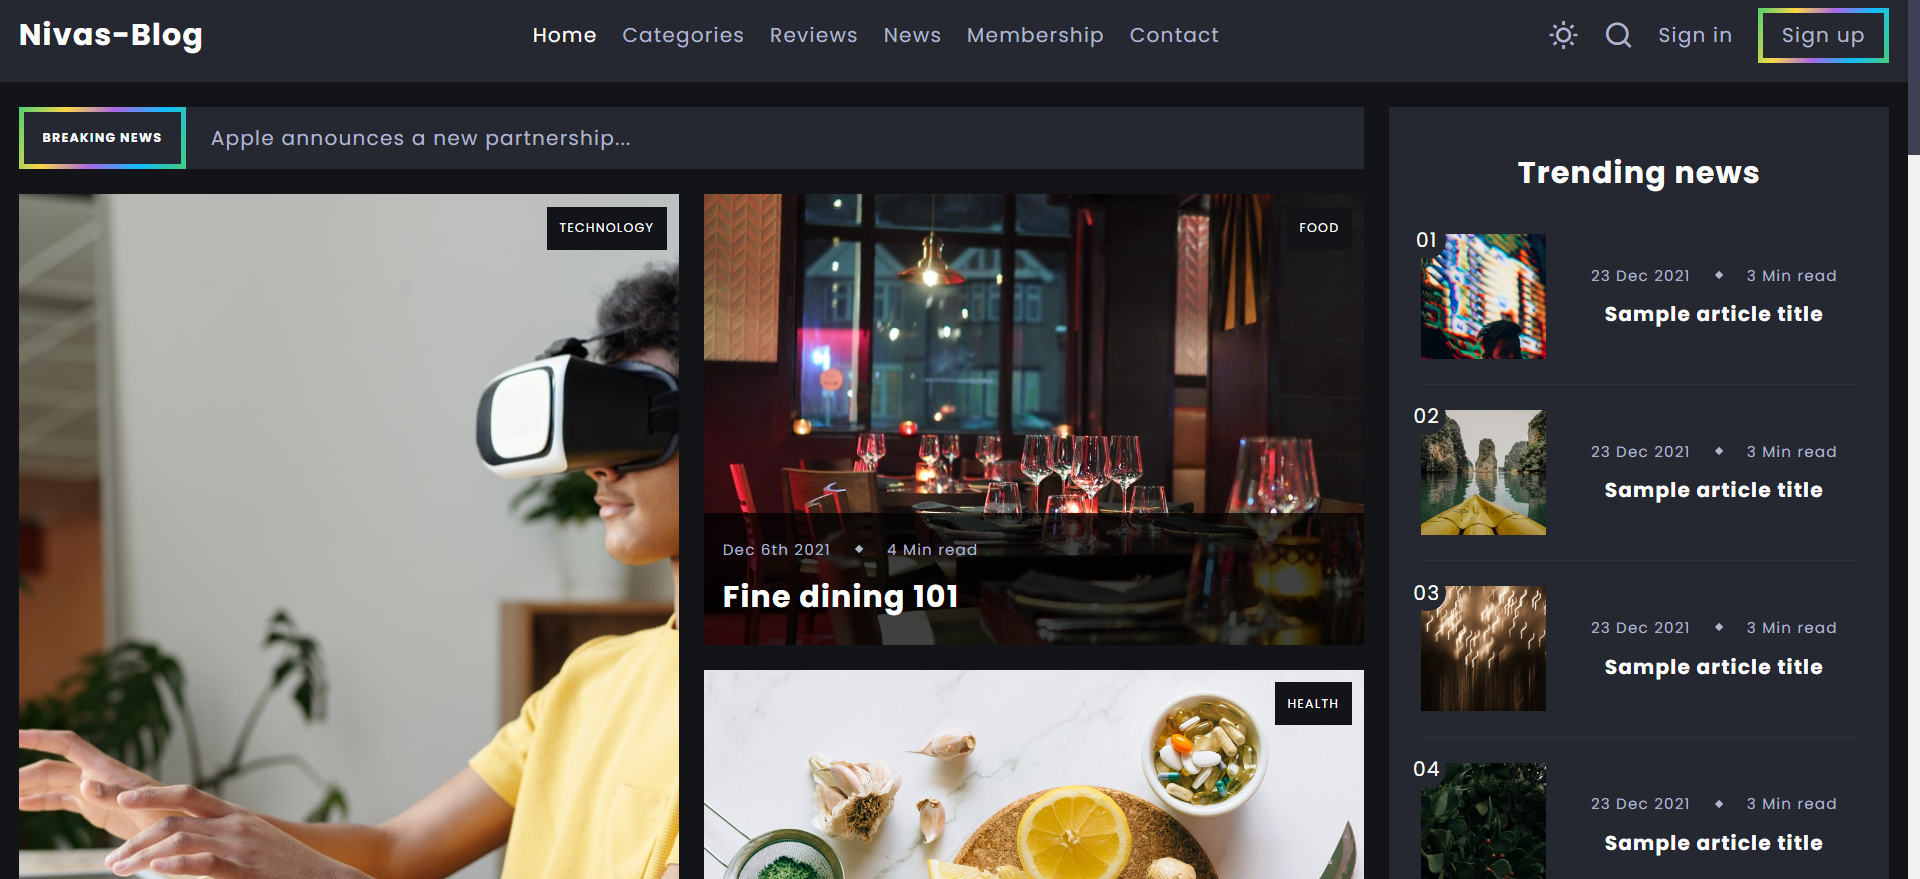 Nivas-Blog
Home Categories Reviews News Membership Contact
Sign in Sign up
BREAKING NEWS Apple announces a new partnership...
TECHNOLOGY
FOOD
Dec 6th 2021 ◆ 4 Min read
Fine dining 101
HEALTH
Trending news
01
23 Dec 2021 ◆ 3 Min read
Sample article title
02
23 Dec 2021 ◆ 3 Min read
Sample article title
03
23 Dec 2021 ◆ 3 Min read
Sample article title
04
23 Dec 2021 ◆ 3 Min read
Sample article title